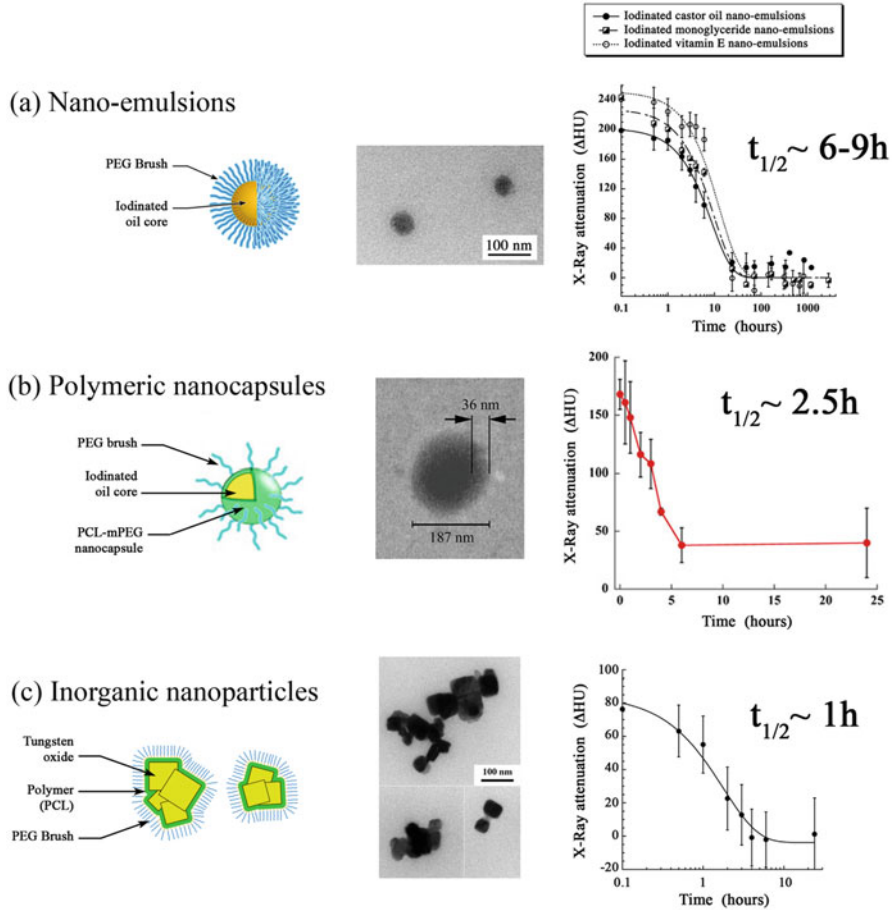 Iodinated castor oil nano-emulsions
Iodinated monoglyceride nano-emulsions
Iodinated vitamin E nano-emulsions
(a) Nano-emulsions
PEG Brush
Iodinated
oil core
100 nm
X-Ray attenuation (ΔHU)
240
200
160
120
80
40
0
t1/2~ 6-9h
0.1
1
10
100
1000
Time (hours)
(b) Polymeric nanocapsules
PEG brush
Iodinated
oil core
PCL-mPEG
nanocapsule
36 nm
187 nm
X-Ray attenuation (ΔHU)
200
150
100
50
0
t1/2~ 2.5h
0
5
10
15
20
25
Time (hours)
(c) Inorganic nanoparticles
Tungsten
oxide
Polymer
(PCL)
PEG Brush
100 nm
X-Ray attenuation (ΔHU)
100
80
60
40
20
0
-20
t1/2~ 1h
0.1
1
10
Time (hours)